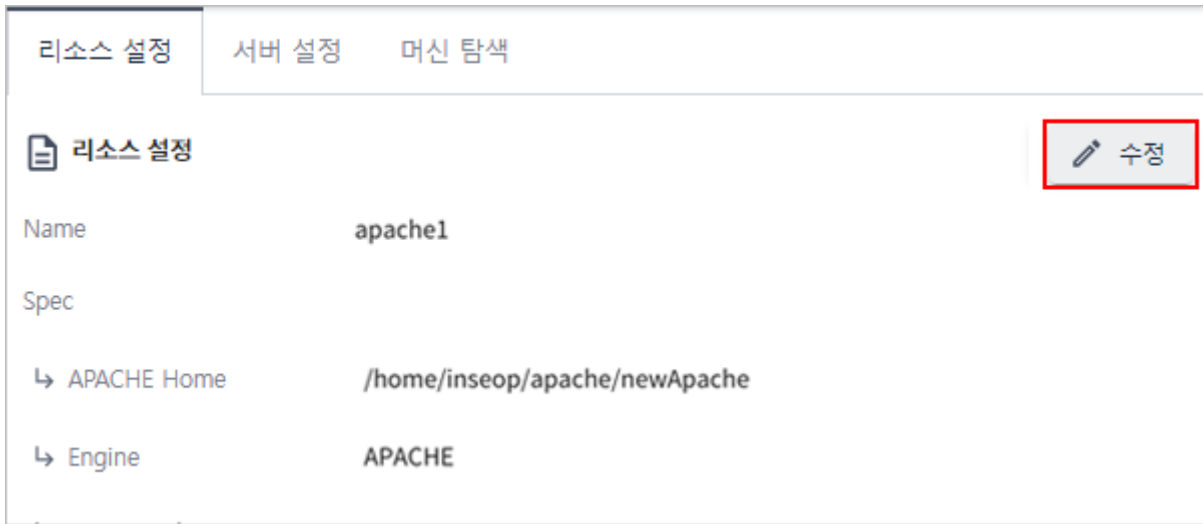 리소스 설정 서버 설정 머신 탐색
리소스 설정 수정
Name apache1
Spec
↳ APACHE Home /home/inseop/apache/newApache
↳ Engine APACHE